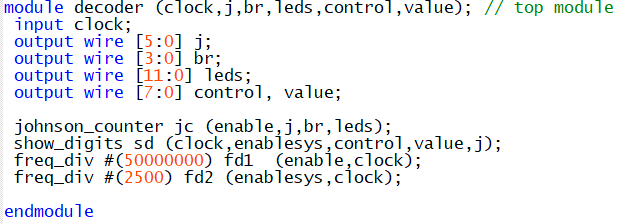 odule decoder (clock,j,br,leds,control,value); // top module
input clock;
output wire [5:0] j;
output wire [3:0] br;
output wire [11:0] leds;
output wire [7:0] control, value;
johnson_counter jc (enable,j,br,leds);
show_digits sd (clock,enablesys,control,value,j);
freq_div #(50000000) fd1  (enable,clock);
freq_div #(2500) fd2 (enablesys,clock);
endmodule